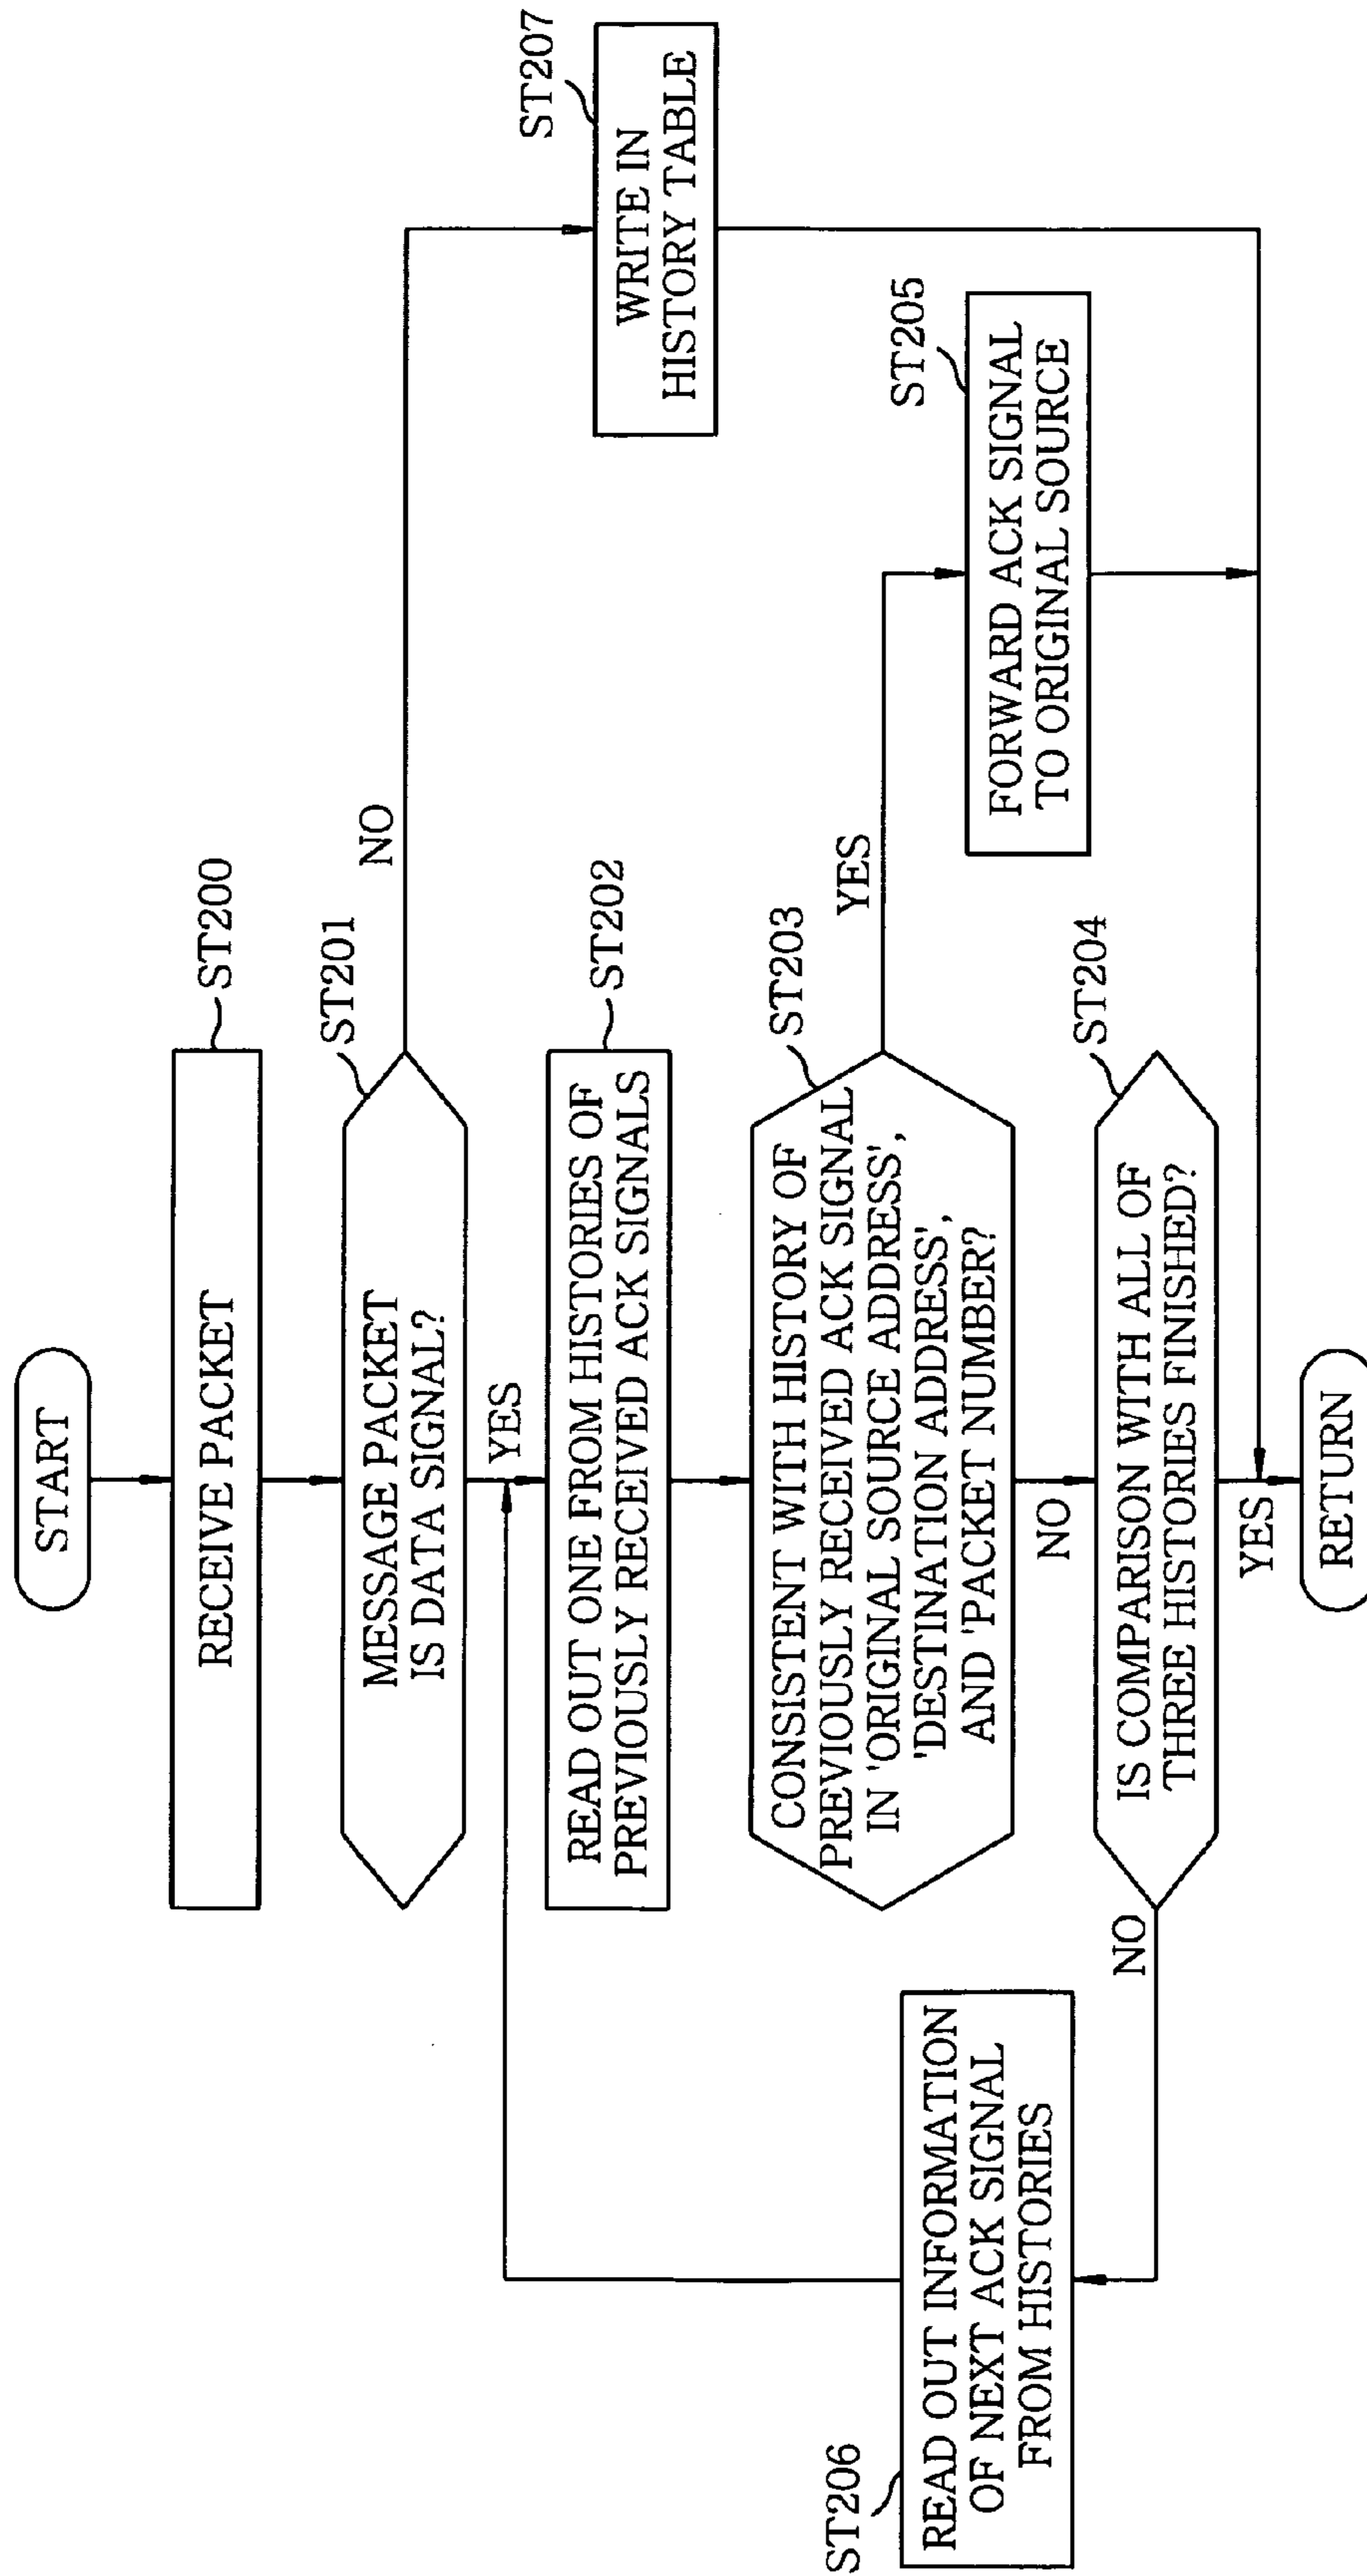 START
RECEIVE PACKET
ST200
MESSAGE PACKET
IS DATA SIGNAL?
ST201
NO
YES
READ OUT ONE FROM HISTORIES OF
PREVIOUSLY RECEIVED ACK SIGNALS
ST202
WRITE IN
HISTORY TABLE
ST207
CONSISTENT WITH HISTORY OF
PREVIOUSLY RECEIVED ACK SIGNAL
IN 'ORIGINAL SOURCE ADDRESS',
'DESTINATION ADDRESS',
AND 'PACKET NUMBER?
ST203
YES
NO
FORWARD ACK SIGNAL
TO ORIGINAL SOURCE
ST205
READ OUT INFORMATION
OF NEXT ACK SIGNAL
FROM HISTORIES
ST206
IS COMPARISON WITH ALL OF
THREE HISTORIES FINISHED?
ST204
NO
YES
RETURN